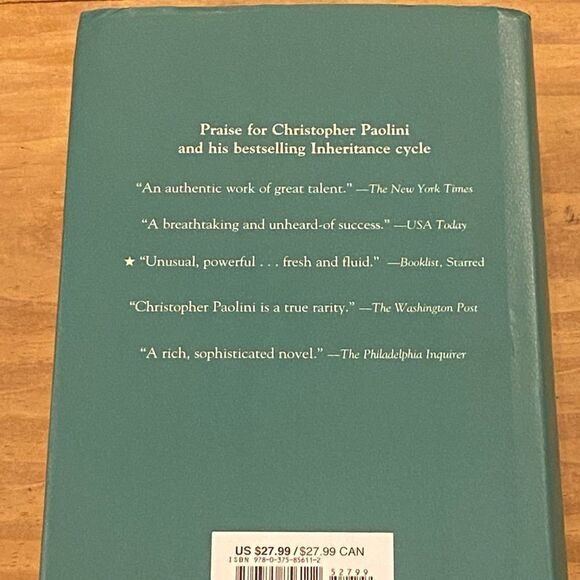 Praise for Christopher Paolini
and his bestselling Inheritance cycle
“An authentic work of great talent.” —The New York Times
“A breathtaking and unheard-of success.” —USA Today
★ “Unusual, powerful . . . fresh and fluid.” —Booklist, Starred
“Christopher Paolini is a true rarity.” —The Washington Post
“A rich, sophisticated novel.” —The Philadelphia Inquirer
US $27.99 / $27.99 CAN
ISBN 978-0-375-85611-2
52799